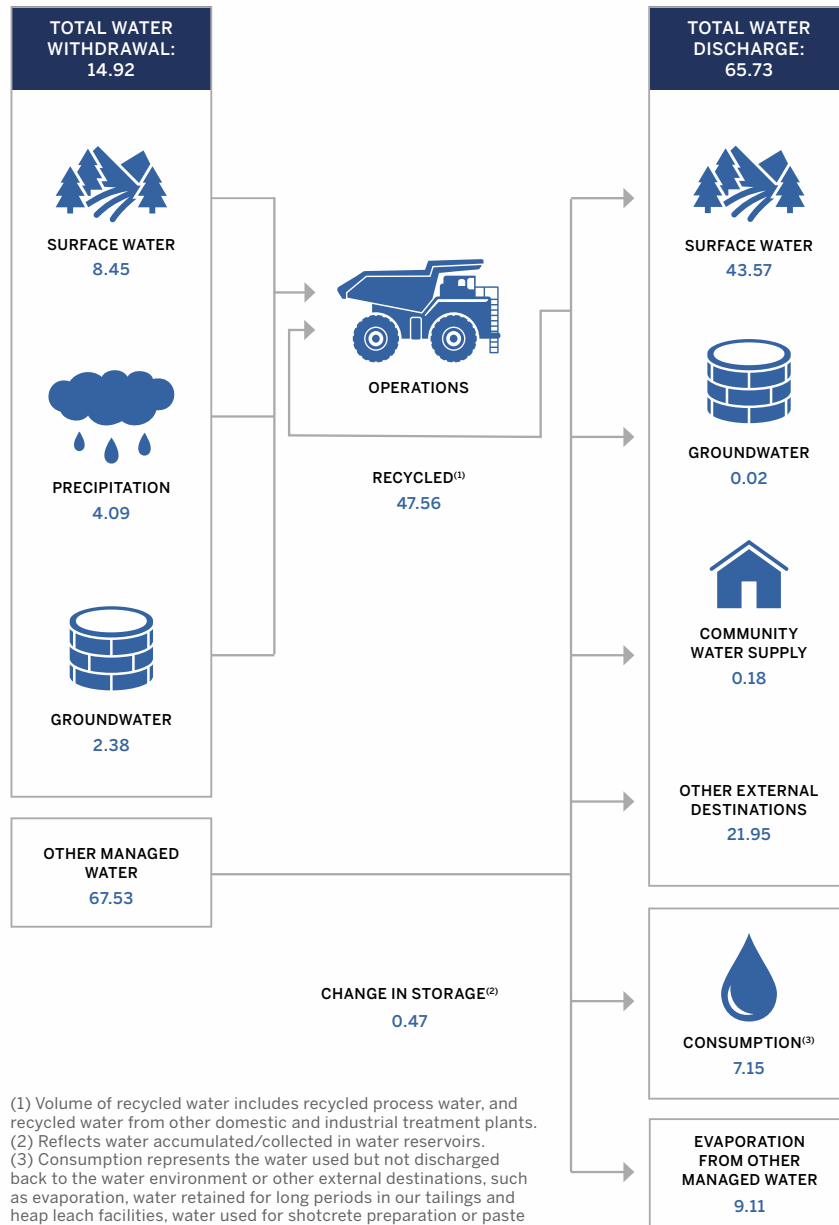 TOTAL WATER
WITHDRAWAL:
14.92
SURFACE WATER
8.45
PRECIPITATION
4.09
GROUNDWATER
2.38
OTHER MANAGED
WATER
67.53
OPERATIONS
RECYCLED(1)
47.56
CHANGE IN STORAGE(2)
0.47
TOTAL WATER
DISCHARGE:
65.73
SURFACE WATER
43.57
GROUNDWATER
0.02
COMMUNITY
WATER SUPPLY
0.18
OTHER EXTERNAL
DESTINATIONS
21.95
CONSUMPTION(3)
7.15
EVAPORATION
FROM OTHER
MANAGED WATER
9.11
(1) Volume of recycled water includes recycled process water, and
recycled water from other domestic and industrial treatment plants.
(2) Reflects water accumulated/collected in water reservoirs.
(3) Consumption represents the water used but not discharged
back to the water environment or other external destinations, such
as evaporation, water retained for long periods in our tailings and
heap leach facilities, water used for shotcrete preparation or paste